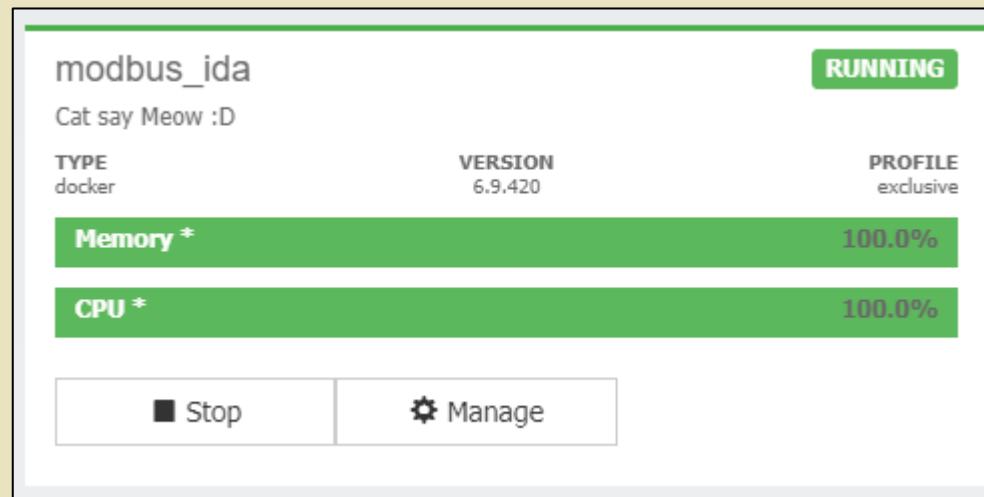 modbus_ida RUNNING
Cat say Meow :D
TYPE VERSION PROFILE
docker 6.9.420 exclusive
Memory * 100.0%
CPU * 100.0%
Stop Manage